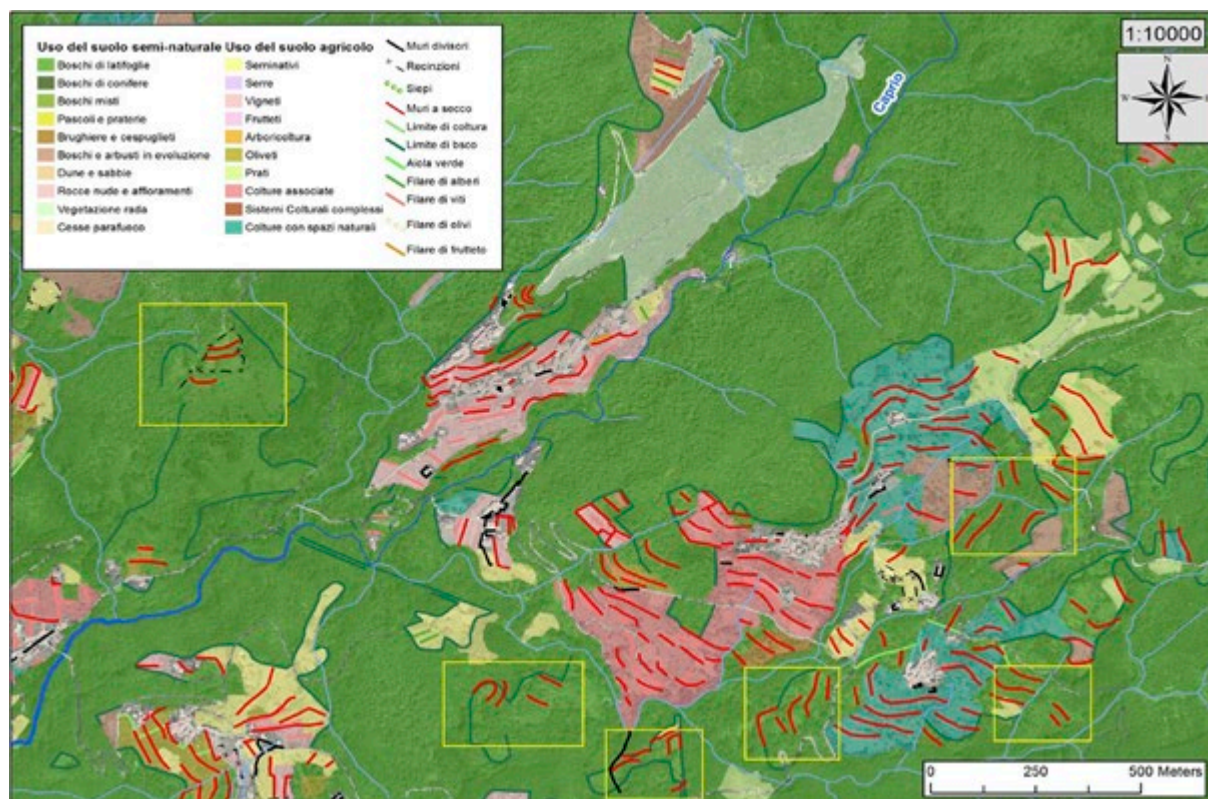 Uso del suolo semi-naturale
Boschi di latifoglie
Boschi di conifere
Boschi misti
Pascoli e praterie
Brughiere e cespuglieti
Boschi e arbusti in evoluzione
Dune e sabbie
Rocce nude e affioramenti
Vegetazione rada
Cesse parafuoco
Uso del suolo agricolo
Seminativi
Serre
Vigneti
Frutteti
Arboricoltura
Oliveti
Prati
Colture associate
Sistemi Colturali complessi
Colture con spazi naturali
Muri divisori
Recinzioni
Siepi
Muri a secco
Limite di coltura
Limite di bsco
Aiola verde
Filare di alberi
Filare di viti
Filare di olivi
Filare di frutteto
Caprio
1:10000
N
W
E
S
0 250 500 Meters